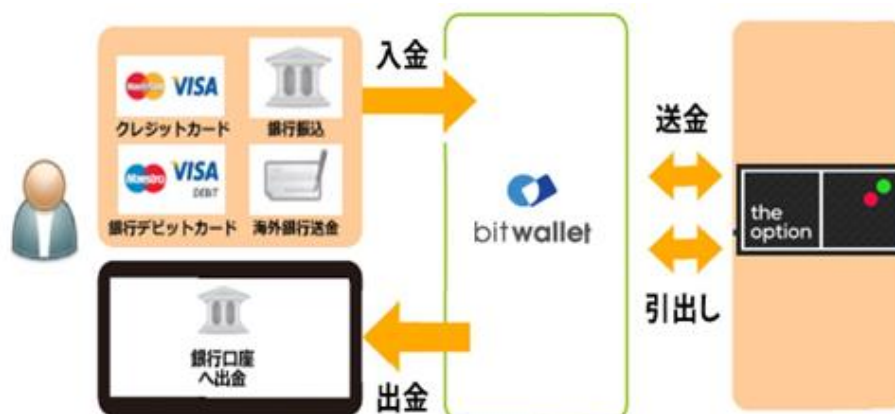 入金
MasterCard VISA
クレジットカード
銀行振込
Maestro VISA
DEBIT
銀行デビットカード
海外銀行送金
銀行口座
へ出金
出金
bitwallet
送金
引出し
the
option